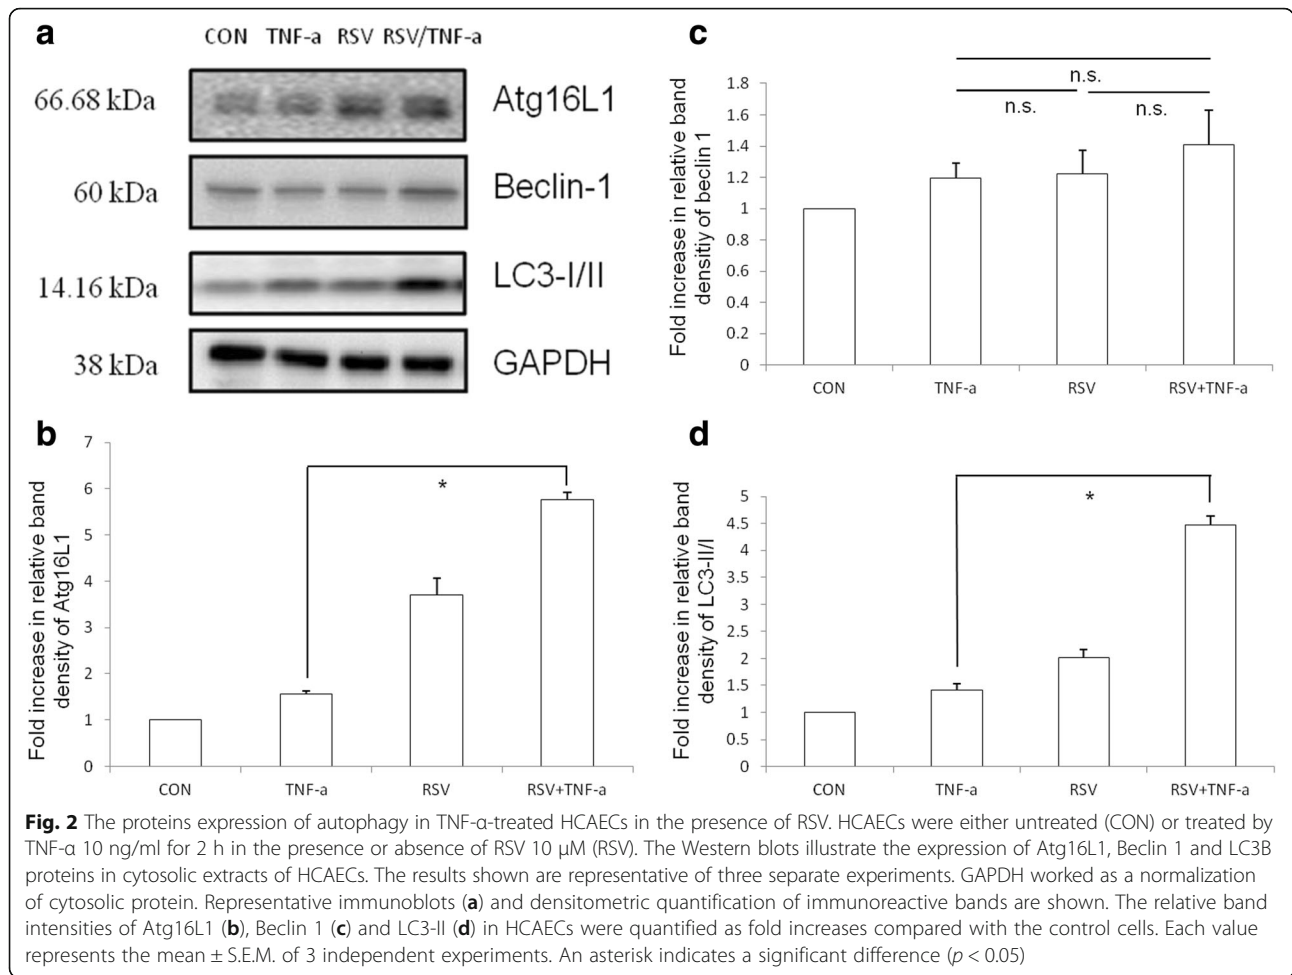 a
CON TNF-a RSV RSV/TNF-a
66.68 kDa Atg16L1
60 kDa Beclin-1
14.16 kDa LC3-I/II
38 kDa GAPDH
c
Fold increase in relative band
densitiy of beclin 1
1.8
1.6
1.4
1.2
1
0.8
0.6
0.4
0.2
0
n.s.
n.s. n.s.
CON TNF-a RSV RSV+TNF-a
b
Fold increase in relative band
density of Atg16L1
7
6
5
4
3
2
1
0
*
CON TNF-a RSV RSV+TNF-a
d
Fold increase in relative band
density of LC3-II/I
5
4.5
4
3.5
3
2.5
2
1.5
1
0.5
0
*
CON TNF-a RSV RSV+TNF-a
Fig. 2 The proteins expression of autophagy in TNF-α-treated HCAECs in the presence of RSV. HCAECs were either untreated (CON) or treated by
TNF-α 10 ng/ml for 2 h in the presence or absence of RSV 10 μM (RSV). The Western blots illustrate the expression of Atg16L1, Beclin 1 and LC3B
proteins in cytosolic extracts of HCAECs. The results shown are representative of three separate experiments. GAPDH worked as a normalization
of cytosolic protein. Representative immunoblots (a) and densitometric quantification of immunoreactive bands are shown. The relative band
intensities of Atg16L1 (b), Beclin 1 (c) and LC3-II (d) in HCAECs were quantified as fold increases compared with the control cells. Each value
represents the mean ± S.E.M. of 3 independent experiments. An asterisk indicates a significant difference (p < 0.05)